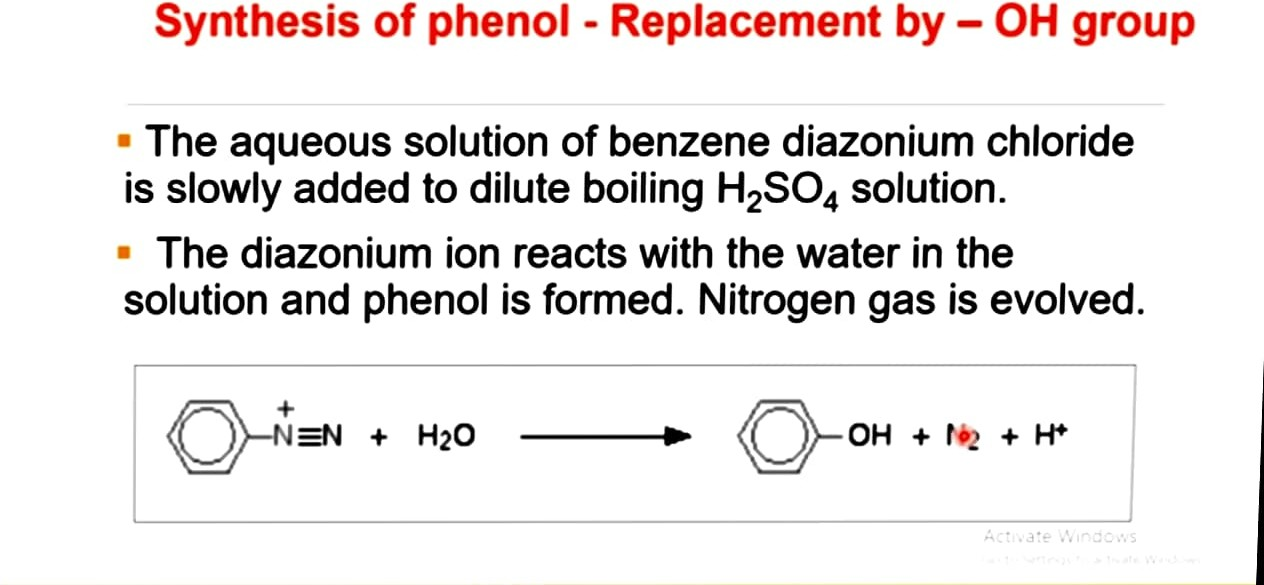 Synthesis of phenol - Replacement by – OH group
▪ The aqueous solution of benzene diazonium chloride
is slowly added to dilute boiling H₂SO₄ solution.
▪ The diazonium ion reacts with the water in the
solution and phenol is formed. Nitrogen gas is evolved.
N⁺≡N + H₂O → OH + N₂ + H⁺
Activate Windows